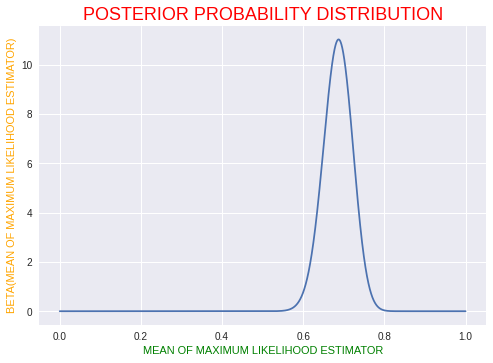 POSTERIOR PROBABILITY DISTRIBUTION
BETA(MEAN OF MAXIMUM LIKELIHOOD ESTIMATOR)
10
8
6
4
2
0
0.0 0.2 0.4 0.6 0.8 1.0
MEAN OF MAXIMUM LIKELIHOOD ESTIMATOR